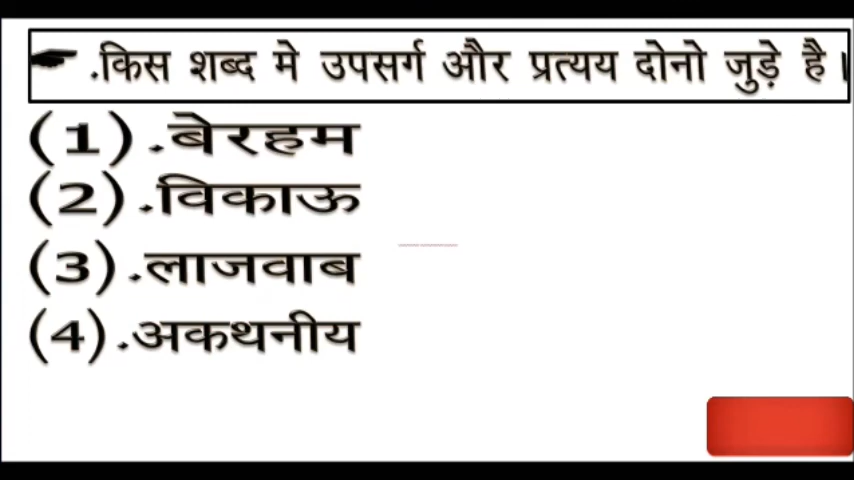 ☛ .किस शब्द मे उपसर्ग और प्रत्यय दोनो जुड़े है।
(1).बेरहम
(2).विकाऊ
(3).लाजवाब
(4).अकथनीय